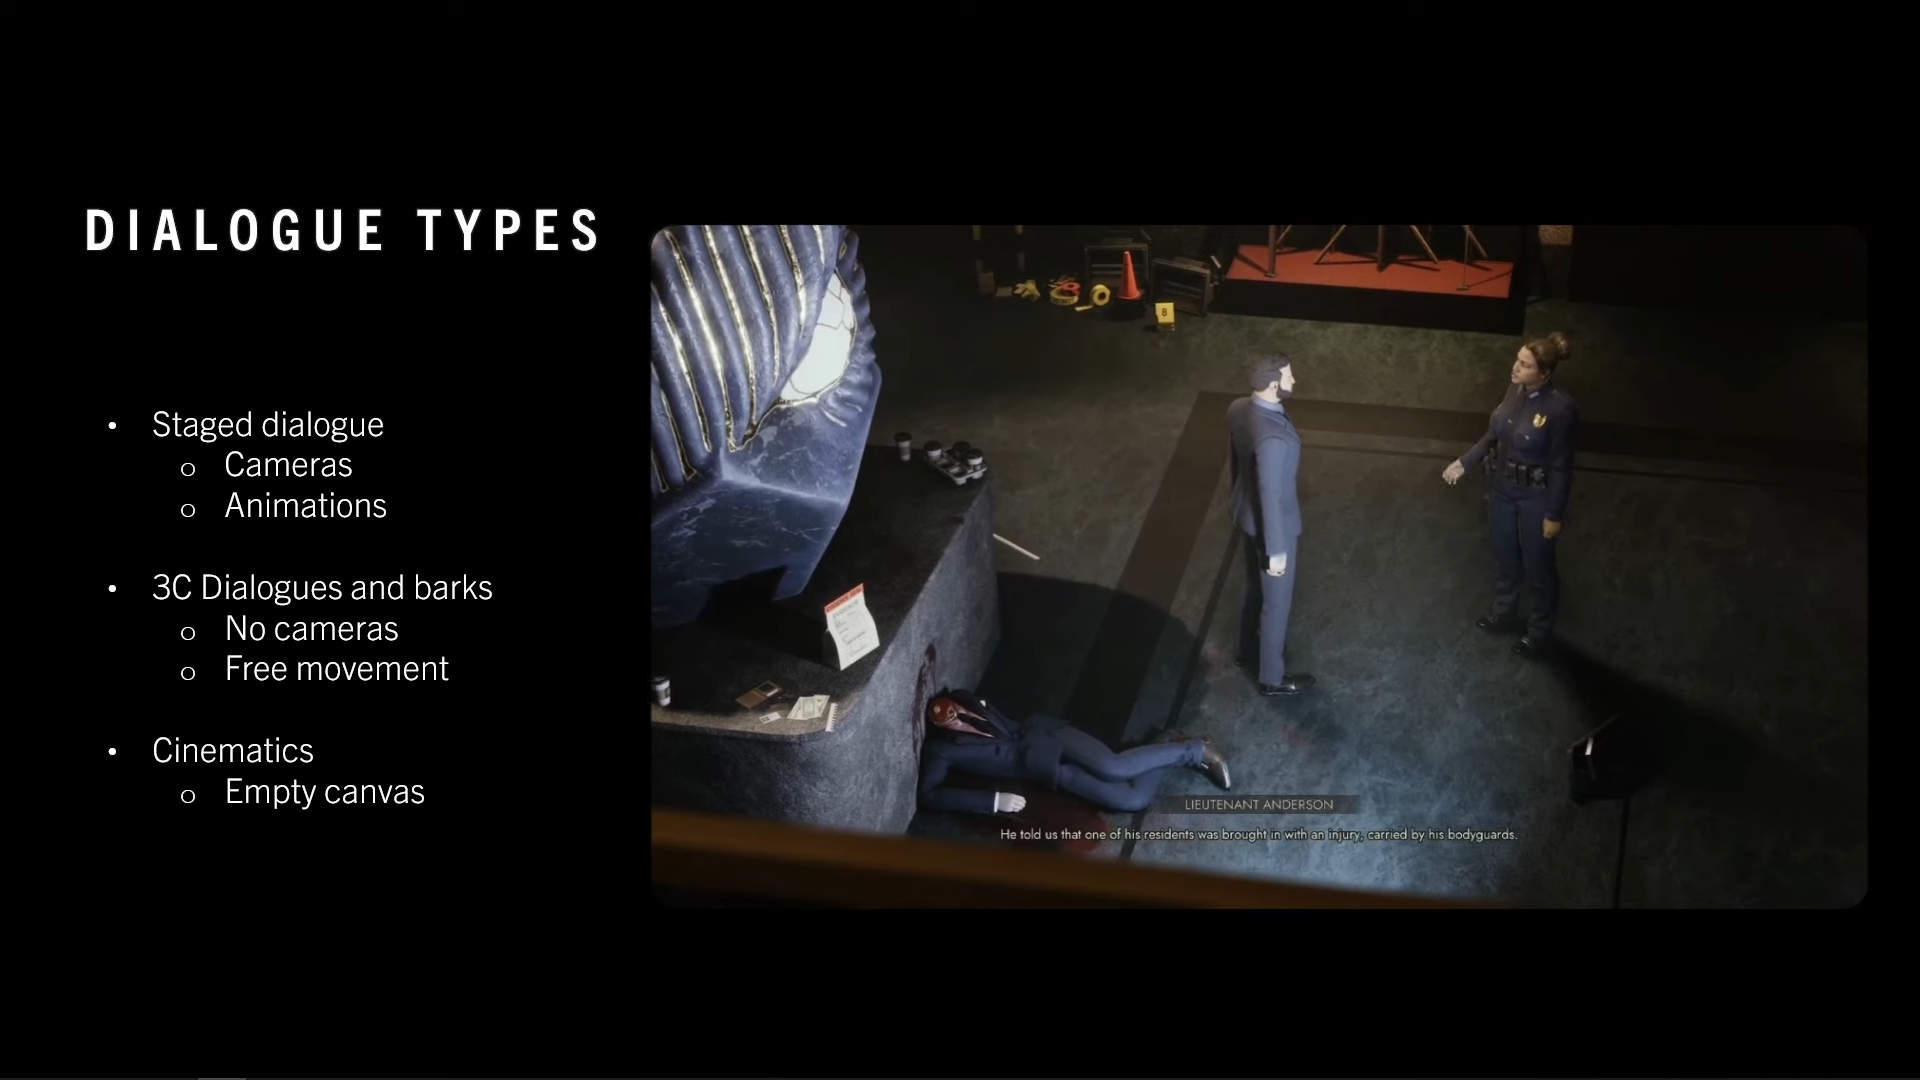 DIALOGUE TYPES
• Staged dialogue
o Cameras
o Animations
• 3C Dialogues and barks
o No cameras
o Free movement
• Cinematics
o Empty canvas
8
LIEUTENANT ANDERSON
He told us that one of his residents was brought in with an injury, carried by his bodyguards.